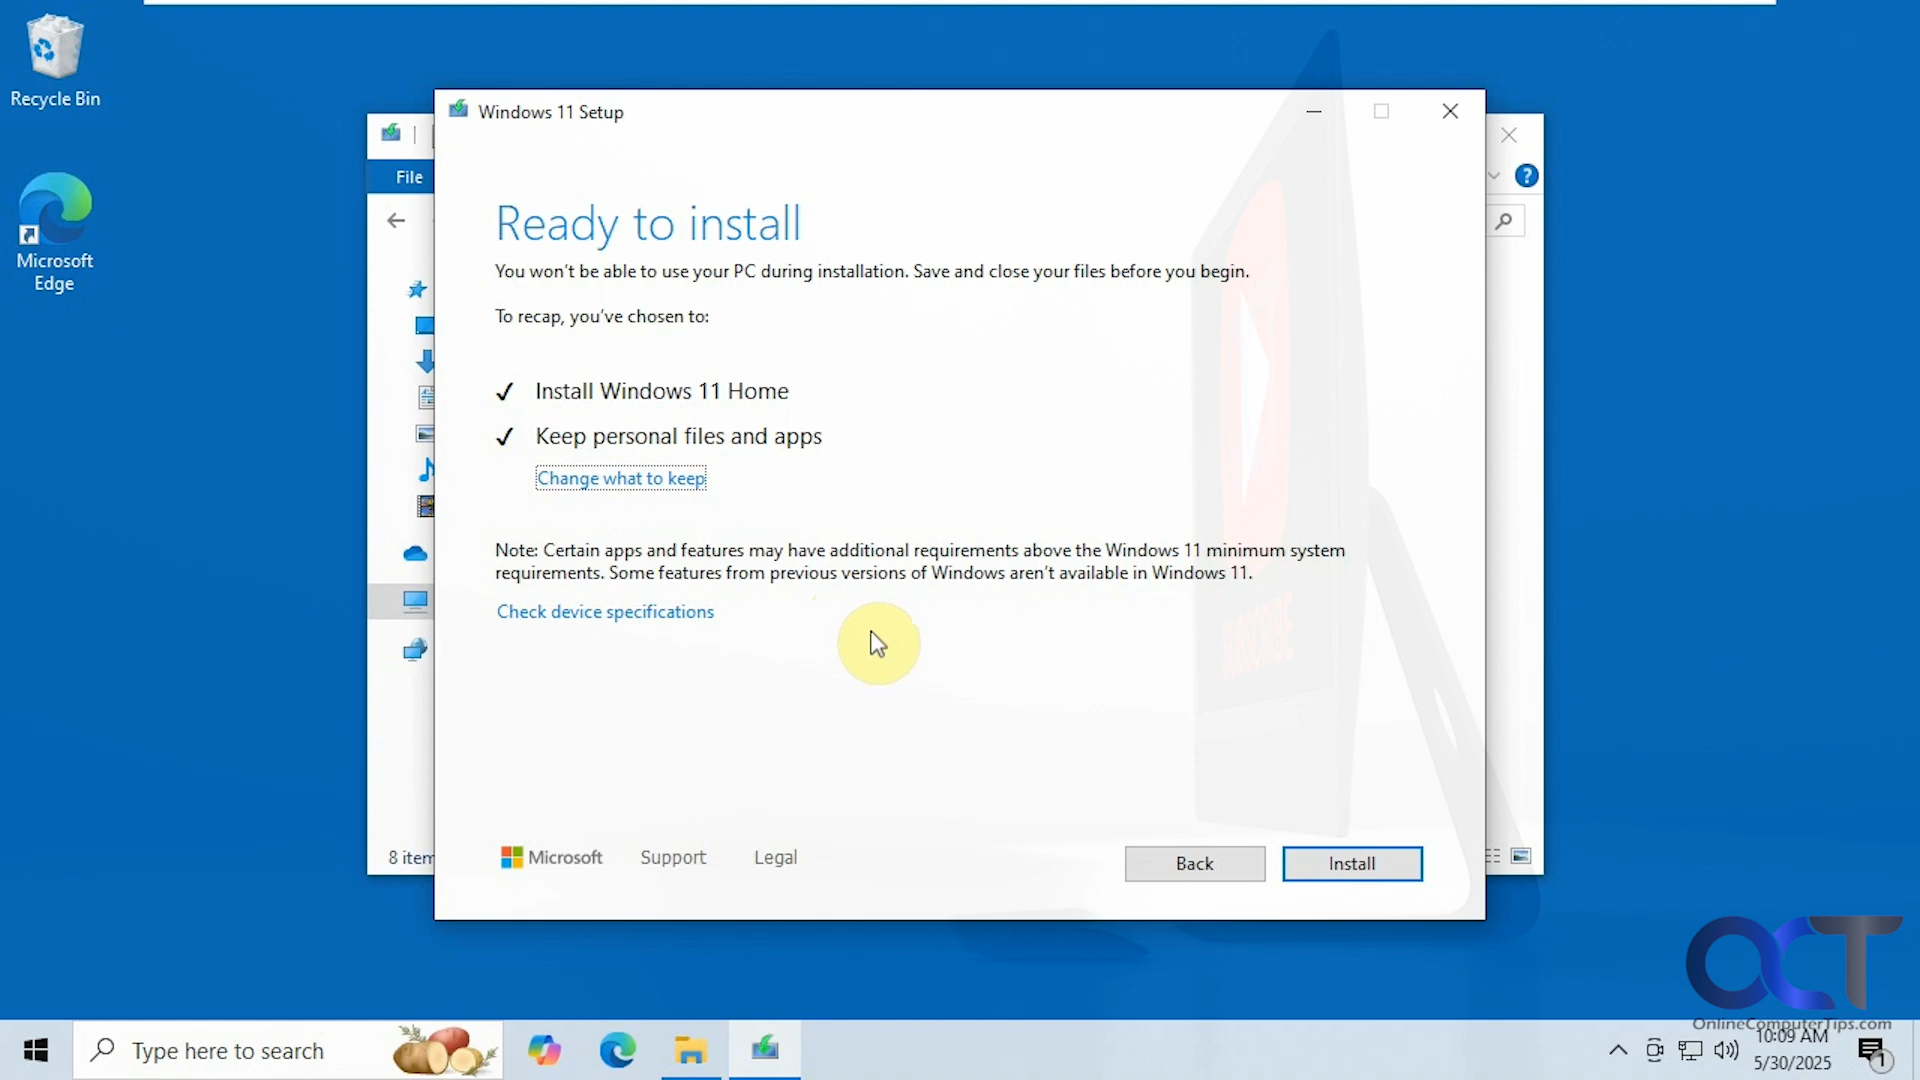 Recycle Bin
Microsoft
Edge
Windows 11 Setup
File
?
Ready to install
You won't be able to use your PC during installation. Save and close your files before you begin.
To recap, you've chosen to:
Install Windows 11 Home
Keep personal files and apps
Change what to keep
Note: Certain apps and features may have additional requirements above the Windows 11 minimum system
requirements. Some features from previous versions of Windows aren't available in Windows 11.
Check device specifications
SUBSCRIBE
8 item
Microsoft
Support
Legal
Back
Install
OCT
OnlineComputerTips.com
Type here to search
10:09 AM
5/30/2025
1